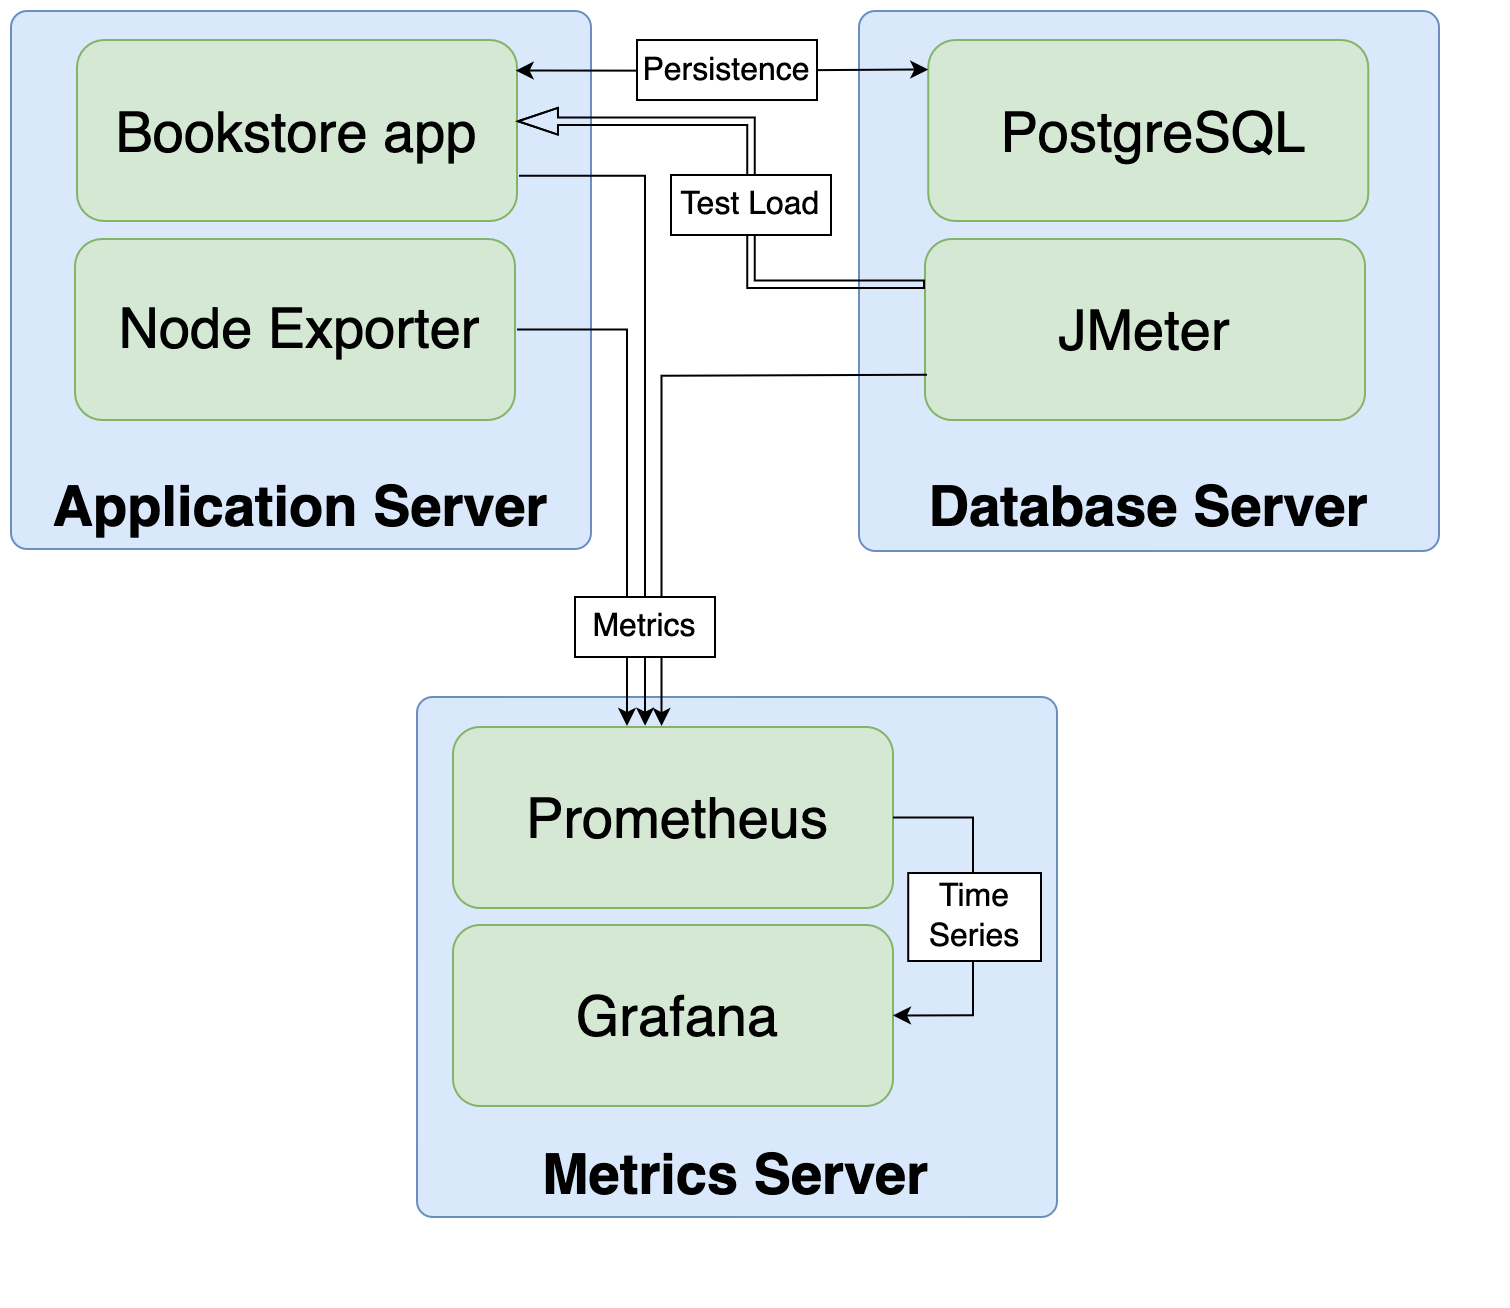 Persistence
Bookstore app
PostgreSQL
Test Load
Node Exporter
JMeter
Application Server
Database Server
Metrics
Prometheus
Time
Series
Grafana
Metrics Server